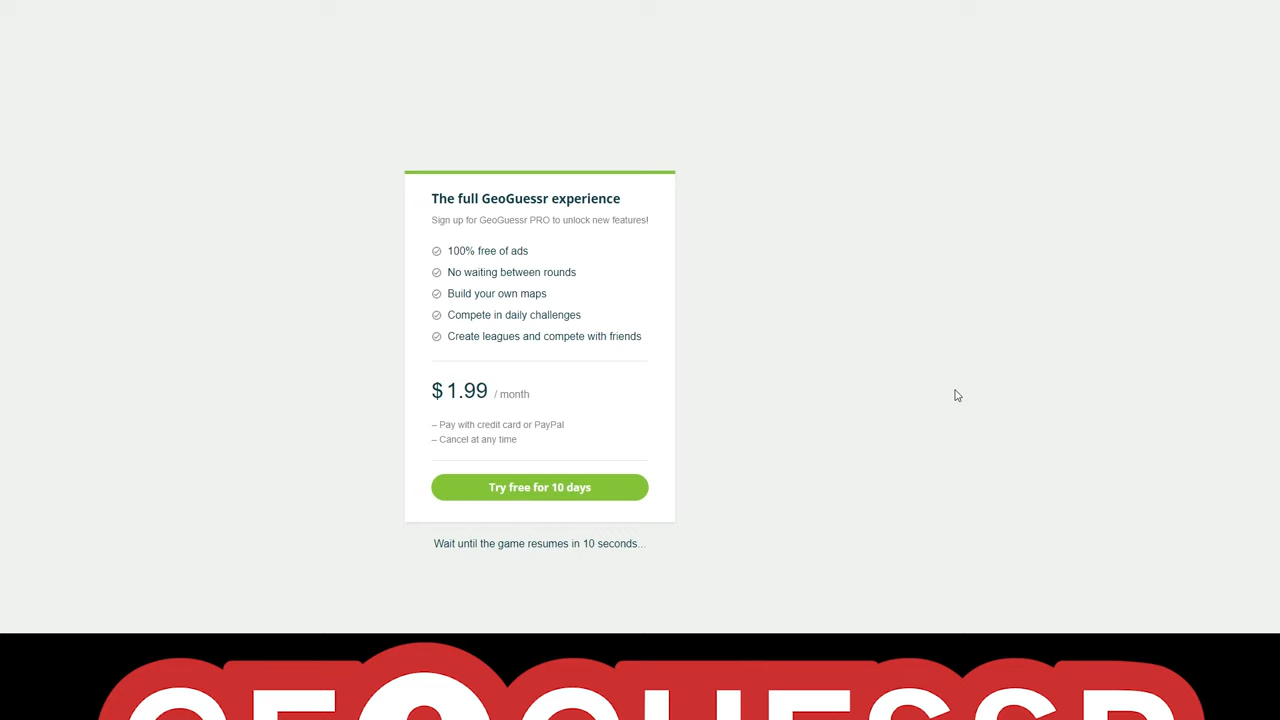 The full GeoGuessr experience
Sign up for GeoGuessr PRO to unlock new features!
100% free of ads
No waiting between rounds
Build your own maps
Compete in daily challenges
Create leagues and compete with friends
$ 1.99 / month
– Pay with credit card or PayPal
– Cancel at any time
Try free for 10 days
Wait until the game resumes in 10 seconds...
GEOGUESSR